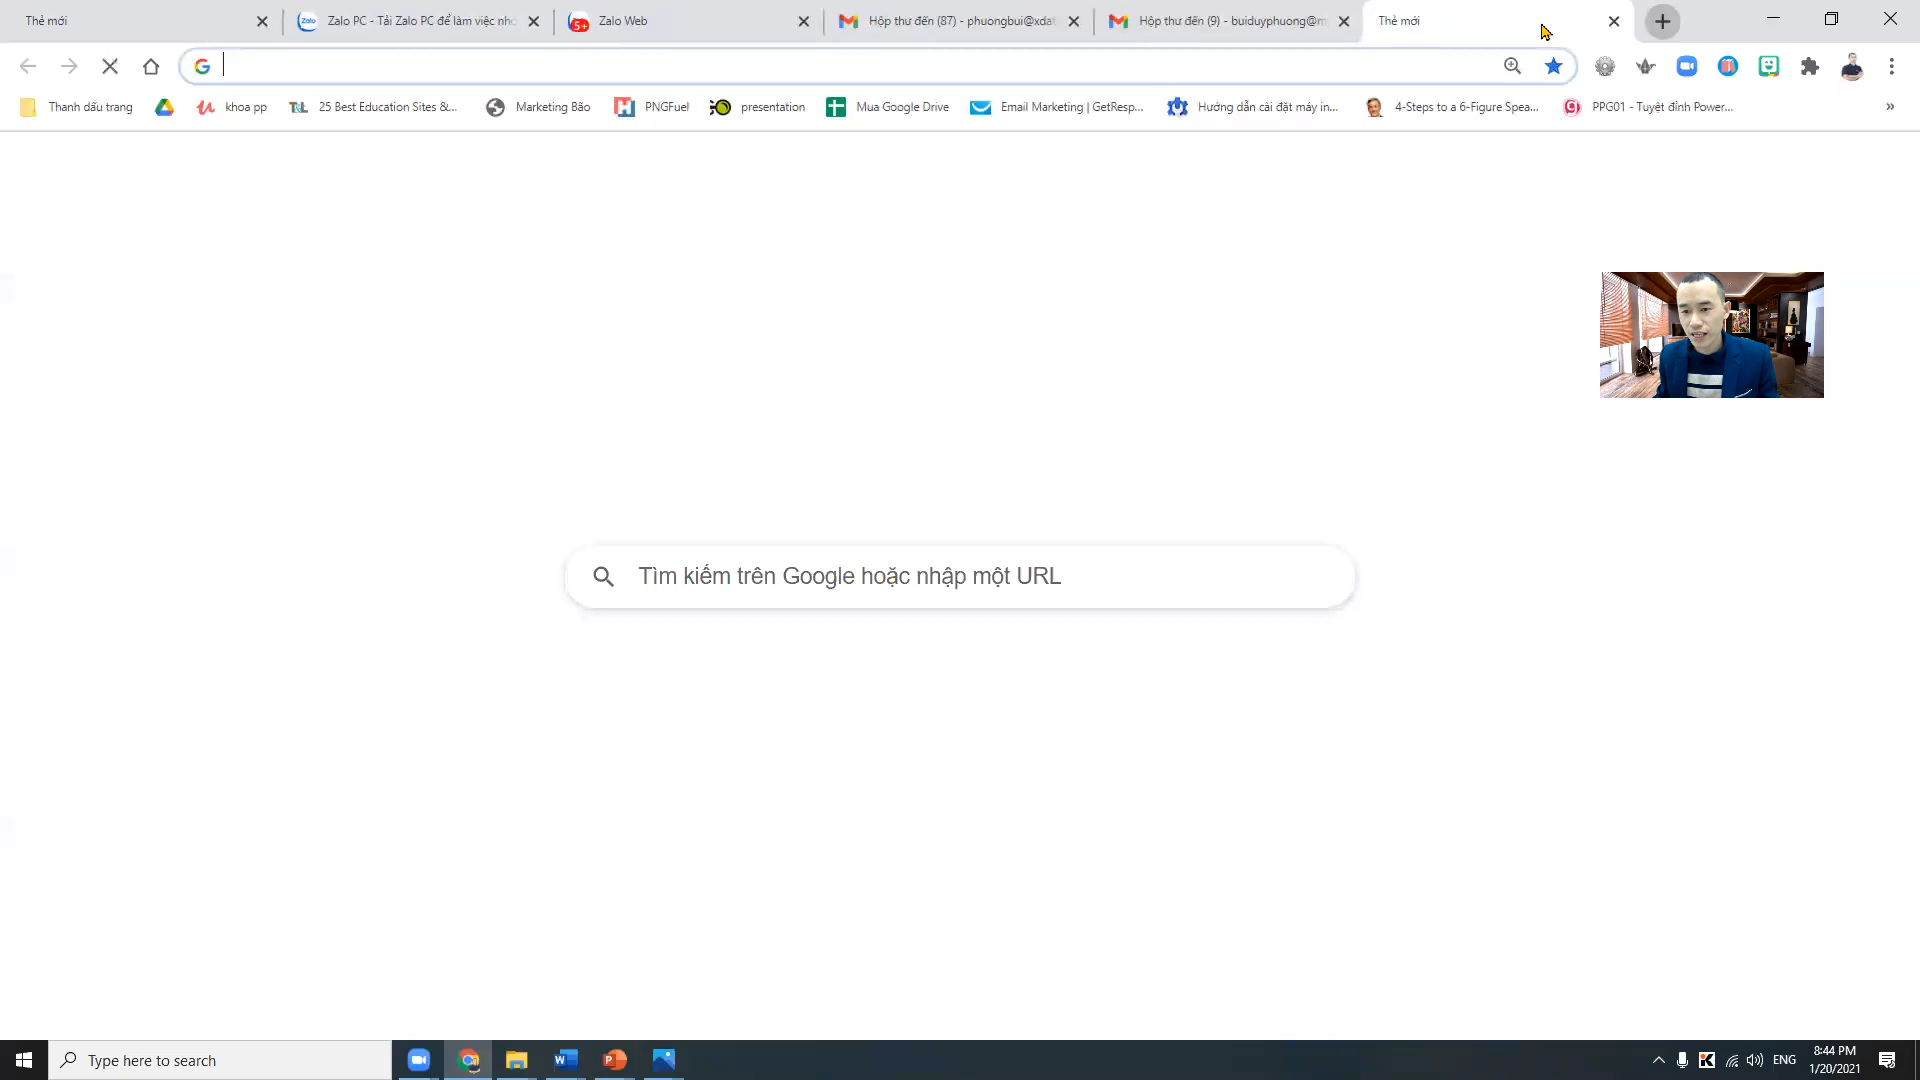 Thẻ mới
Zalo PC - Tải Zalo PC để làm việc nhó
Zalo Web
Hộp thư đến (87) - phuongbui@xdat
Hộp thư đến (9) - buiduyphuong@m
Thẻ mới
Thanh dấu trang
khoa pp
25 Best Education Sites &...
Marketing Bão
PNGFuel
presentation
Mua Google Drive
Email Marketing | GetResp...
Hướng dẫn cài đặt máy in...
4-Steps to a 6-Figure Spea...
PPG01 - Tuyệt đỉnh Power...
»
Tìm kiếm trên Google hoặc nhập một URL
Type here to search
ENG
8:44 PM
1/20/2021